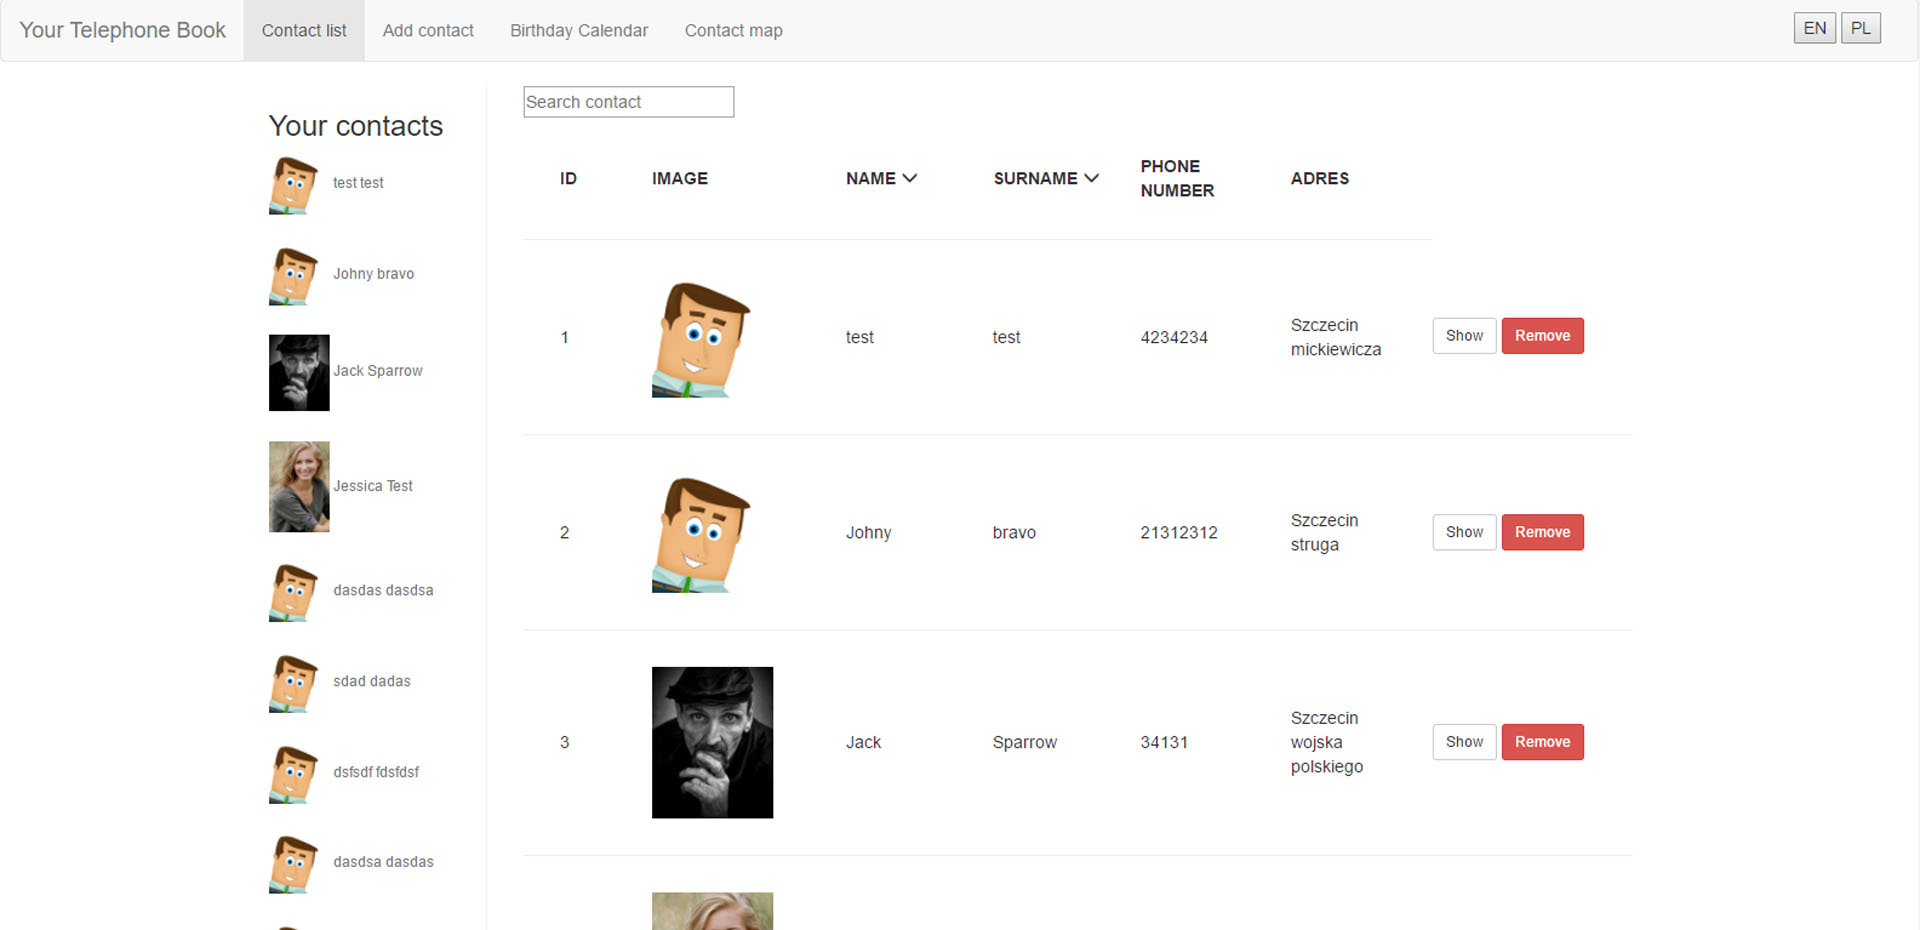 Your Telephone Book Contact list Add contact Birthday Calendar Contact map EN PL
Your contacts
test test
Johny bravo
Jack Sparrow
Jessica Test
dasdas dasdsa
sdad dadas
dsfsdf fdsfdsf
dasdsa dasdas
Search contact
ID IMAGE NAME SURNAME PHONE NUMBER ADRES
1 test test 4234234 Szczecin mickiewicza Show Remove
2 Johny bravo 21312312 Szczecin struga Show Remove
3 Jack Sparrow 34131 Szczecin wojska polskiego Show Remove